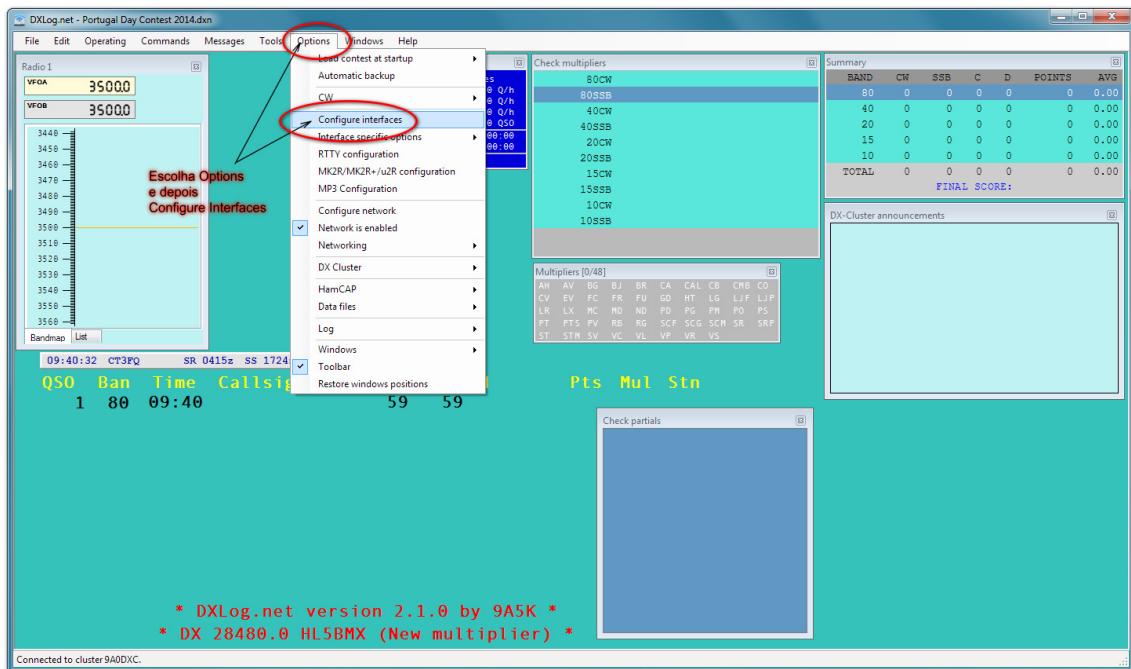 DXLog.net - Portugal Day Contest 2014.dxn
File Edit Operating Commands Messages Tools Options Windows Help
Radio 1
VFOA 3500.0
VFOB 3500.0
3440
3450
3460
3470
3480
3490
3500
3510
3520
3530
3540
3550
3560
Bandmap List
Escolha Options
e depois
Configure Interfaces
Load contest at startup
Automatic backup
CW
Configure interfaces
Interface specific options
RTTY configuration
MK2R/MK2R+/u2R configuration
MP3 Configuration
Configure network
Network is enabled
Networking
DX Cluster
HamCAP
Data files
Log
Windows
Toolbar
Restore windows positions
Q/h
Q/h
Q/h
0 QSO
00:00
00:00
Check multipliers
80CW
80SSB
40CW
40SSB
20CW
20SSB
15CW
15SSB
10CW
10SSB
Multipliers [0/48]
AH AV BG BJ BR CA CAL CB CMB CO
CV EV FC FR FU GD HT LG LJF LJP
LR LX MC MD ND PD PG PM PO PS
PT PTS PV RB RG SCF SCG SCM SR SRP
ST STM SV VC VL VP VR VS
Summary
BAND CW SSB C D POINTS AVG
80 0 0 0 0 0 0.00
40 0 0 0 0 0 0.00
20 0 0 0 0 0 0.00
15 0 0 0 0 0 0.00
10 0 0 0 0 0 0.00
TOTAL 0 0 0 0 0 0.00
FINAL SCORE:
DX-Cluster announcements
09:40:32 CT3FQ SR 0415z SS 1724
QSO Ban Time Callsig Pts Mul Stn
1 80 09:40 59 59
Check partials
* DXLog.net version 2.1.0 by 9A5K *
* DX 28480.0 HL5BMX (New multiplier) *
Connected to cluster 9A0DXC.